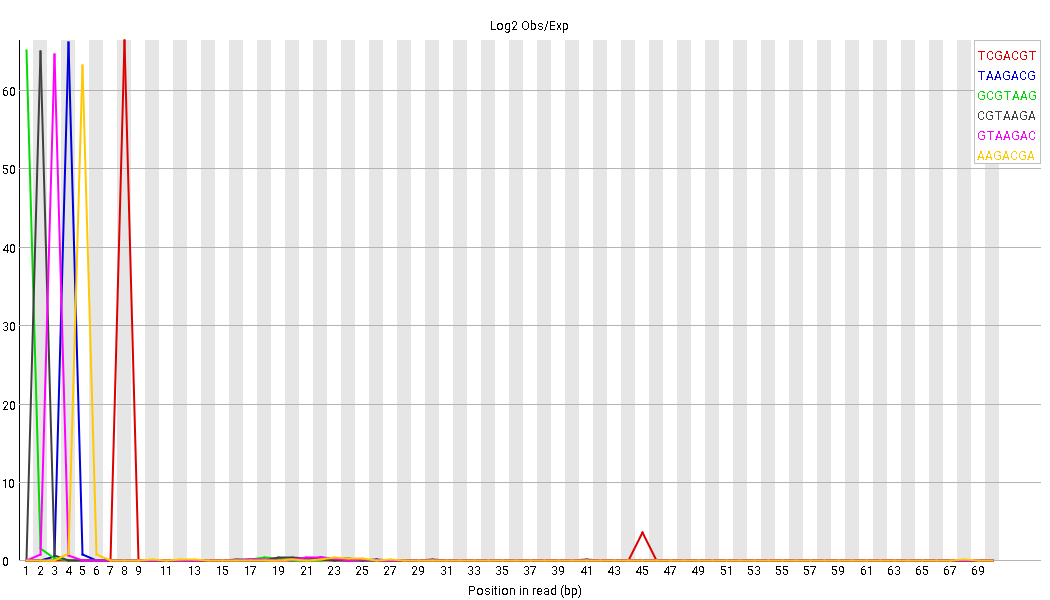 Log2 Obs/Exp
TCGACGT
TAAGACG
GCGTAAG
CGTAAGA
GTAAGAC
AAGACGA
60
50
40
30
20
10
0
1 2 3 4 5 6 7 8 9 11 13 15 17 19 21 23 25 27 29 31 33 35 37 39 41 43 45 47 49 51 53 55 57 59 61 63 65 67 69
Position in read (bp)